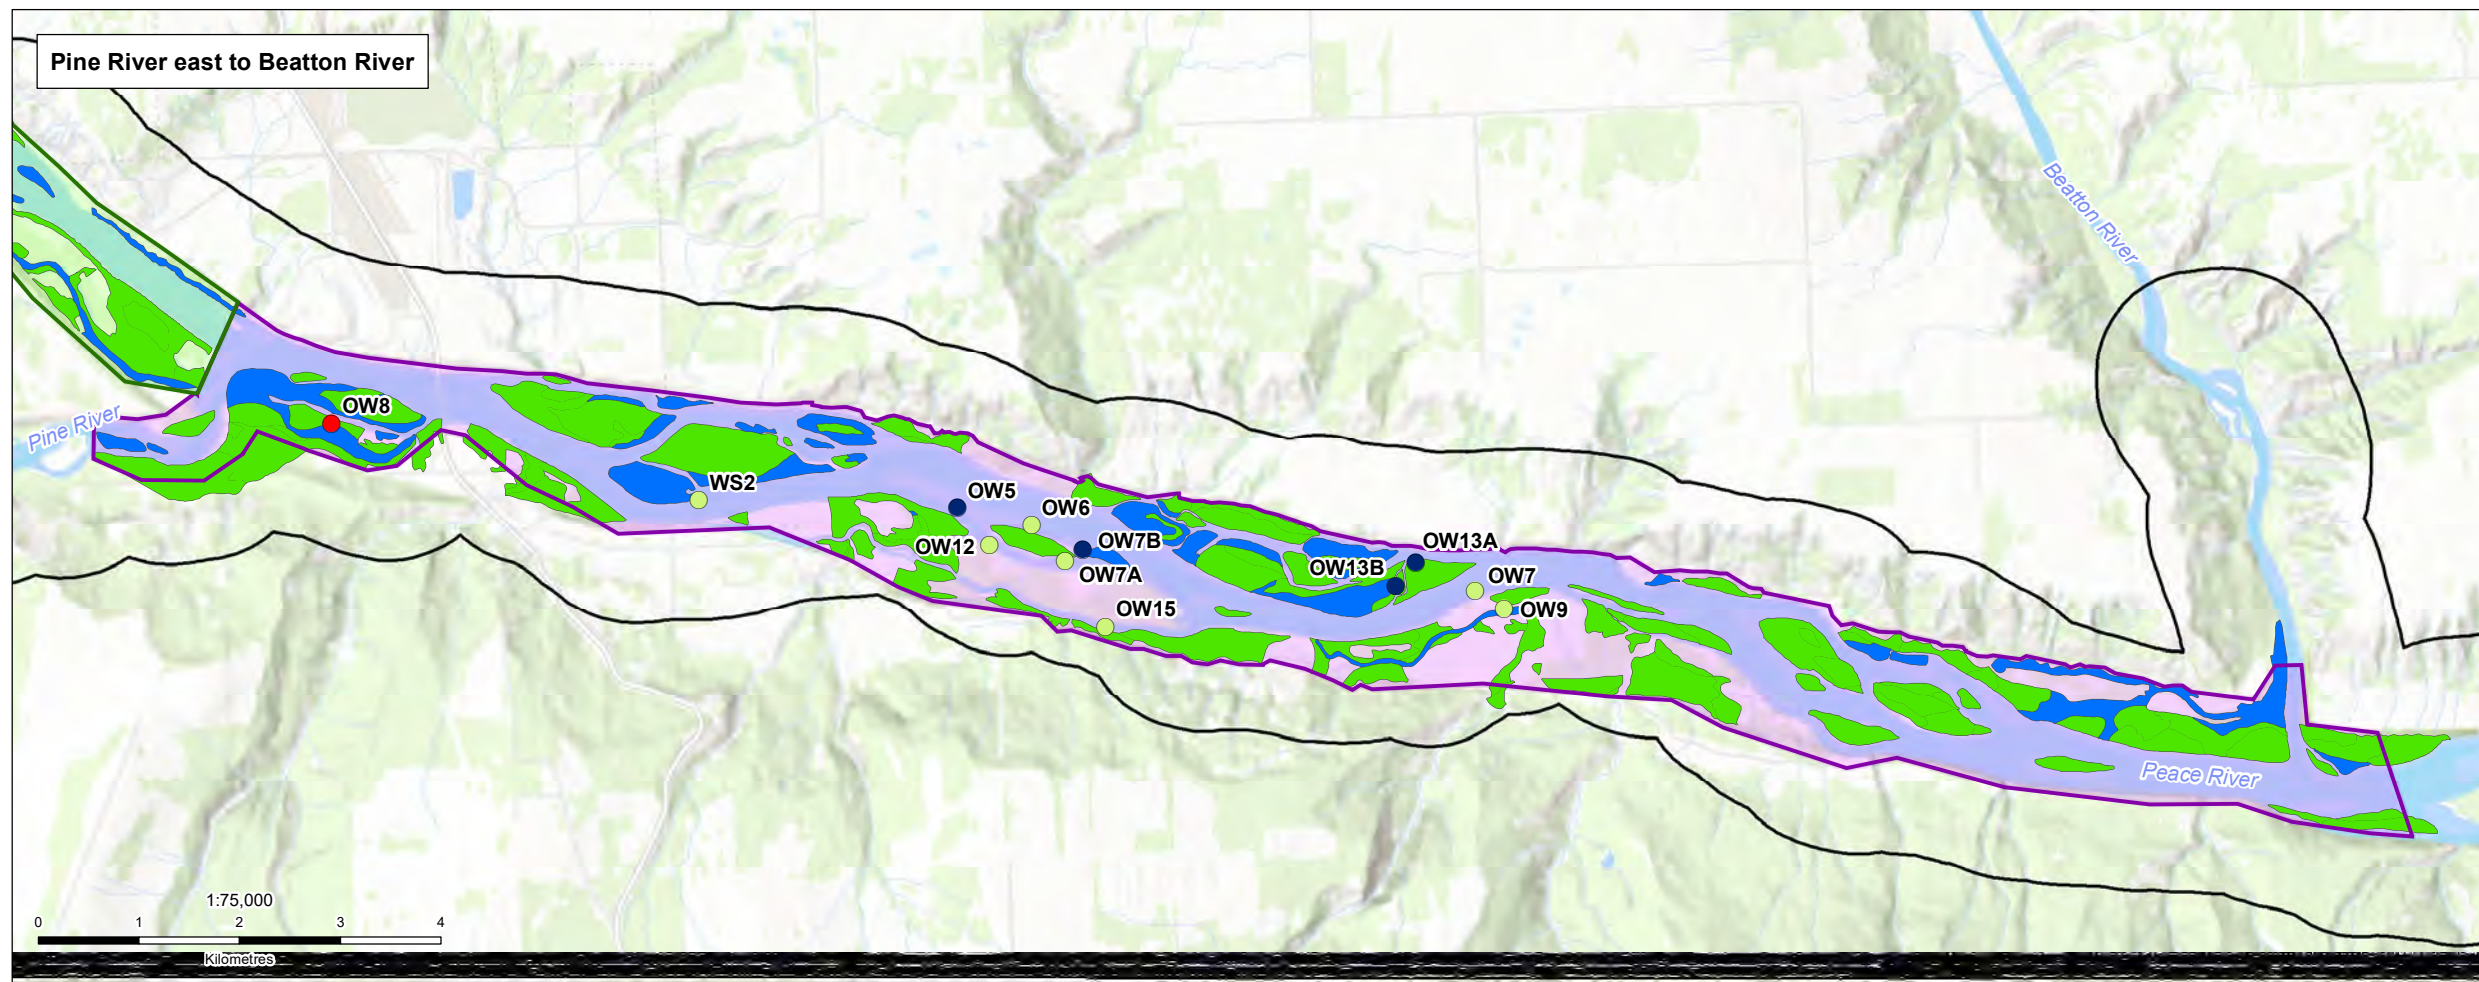 Pine River east to Beatton River
Beatton River
Pine River
OW8
WS2
OW5
OW6
OW12
OW7B
OW7A
OW15
OW13A
OW13B
OW7
OW9
Peace River
1:75,000
0 1 2 3 4
Kilometres